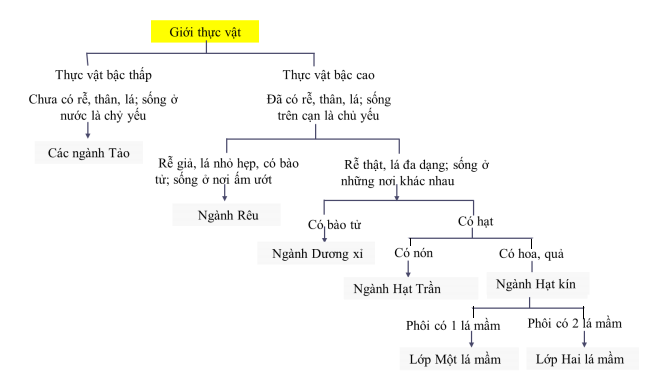 Giới thực vật
Thực vật bậc thấp
Chưa có rễ, thân, lá; sống ở
nước là chỷ yếu
Các ngành Tảo
Thực vật bậc cao
Đã có rễ, thân, lá; sống
trên cạn là chủ yếu
Rễ giả, lá nhỏ hẹp, có bào
tử; sống ở nơi ẩm ướt
Ngành Rêu
Rễ thật, lá đa dạng; sống ở
những nơi khác nhau
Có bào tử
Ngành Dương xỉ
Có hạt
Có nón
Ngành Hạt Trần
Có hoa, quả
Ngành Hạt kín
Phôi có 1 lá mầm
Lớp Một lá mầm
Phôi có 2 lá mầm
Lớp Hai lá mầm